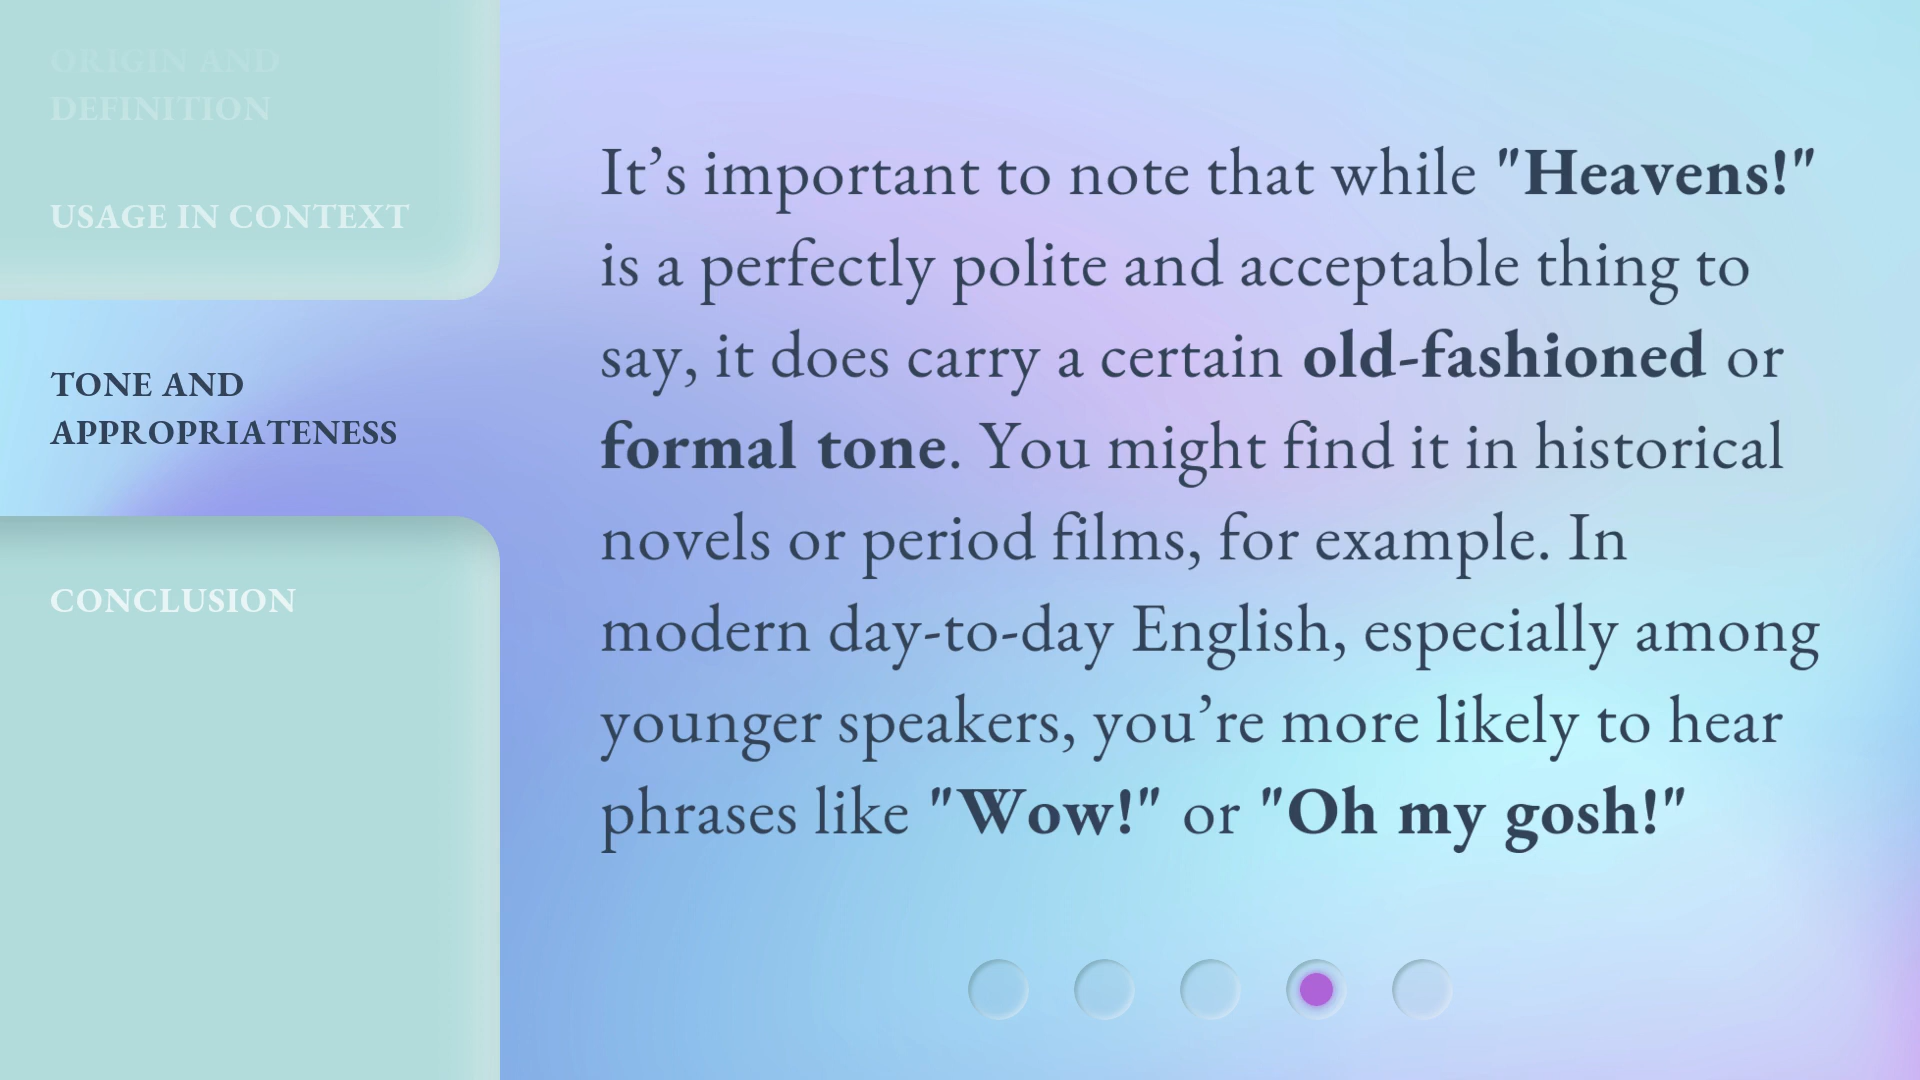 ORIGIN AND
DEFINITION
USAGE IN CONTEXT
TONE AND
APPROPRIATENESS
CONCLUSION
It’s important to note that while "Heavens!"
is a perfectly polite and acceptable thing to
say, it does carry a certain old-fashioned or
formal tone. You might find it in historical
novels or period films, for example. In
modern day-to-day English, especially among
younger speakers, you’re more likely to hear
phrases like "Wow!" or "Oh my gosh!"